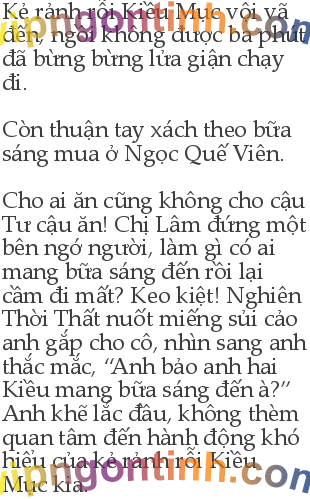 Kẻ rảnh rỗi Kiều Mục vội vã
đến, ngồi không được ba phút
đã bừng bừng lửa giận chạy
đi.
Còn thuận tay xách theo bữa
sáng mua ở Ngọc Quế Viên.
Cho ai ăn cũng không cho cậu
Tư cậu ăn! Chị Lâm đứng một
bên ngớ người, làm gì có ai
mang bữa sáng đến rồi lại
cầm đi mất? Keo kiệt! Nghiên
Thời Thất nuốt miếng sủi cảo
anh gắp cho cô, nhìn sang anh
thắc mắc, “Anh bảo anh hai
Kiều mang bữa sáng đến à?”
Anh khẽ lắc đầu, không thèm
quan tâm đến hành động khó
hiểu của kẻ rảnh rỗi Kiều
Mục kia.
vipngontinh.com
vipngontinh.com